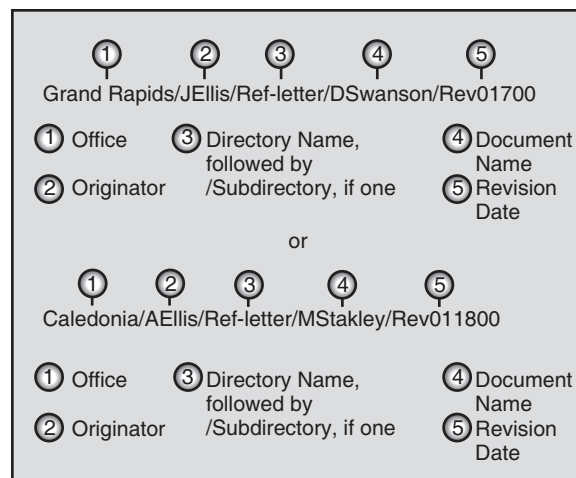 1 2 3 4 5
Grand Rapids/JEllis/Ref-letter/DSwanson/Rev01700
1 Office 3 Directory Name, 4 Document
followed by Name
2 Originator /Subdirectory, if one 5 Revision
Date
or
1 2 3 4 5
Caledonia/AEllis/Ref-letter/MStakley/Rev011800
1 Office 3 Directory Name, 4 Document
followed by Name
2 Originator /Subdirectory, if one 5 Revision
Date